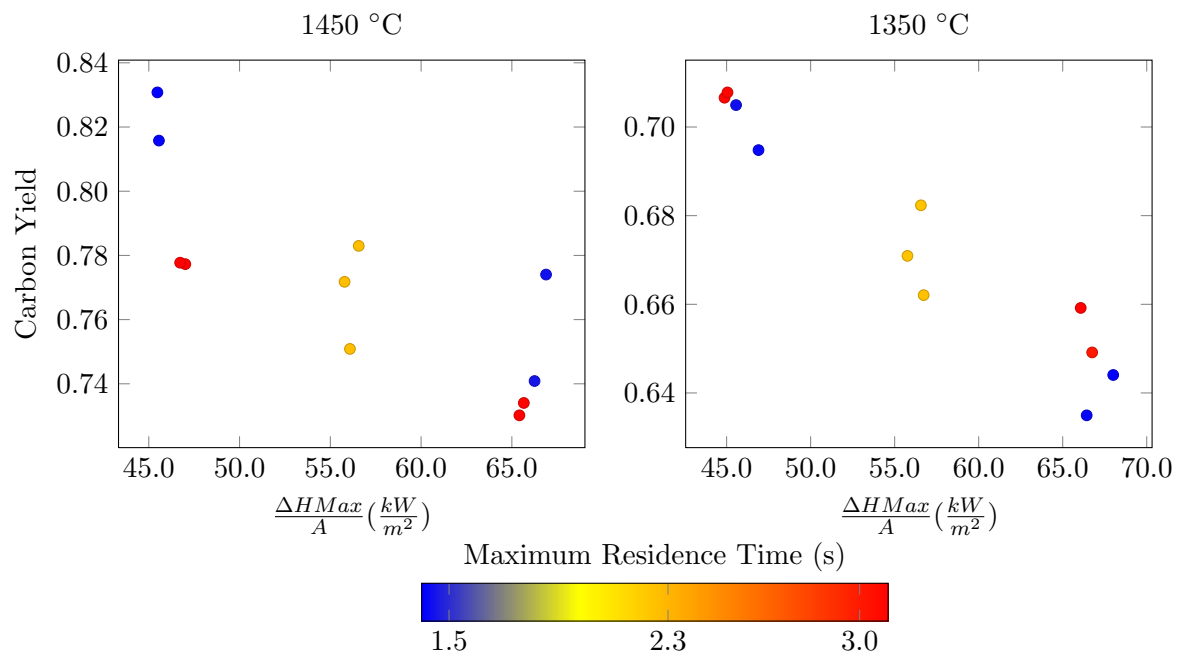 1450 °C
1350 °C
Carbon Yield
0.84
0.82
0.80
0.78
0.76
0.74
45.0 50.0 55.0 60.0 65.0
ΔHMax/A (kW/m²)
0.70
0.68
0.66
0.64
45.0 50.0 55.0 60.0 65.0 70.0
ΔHMax/A (kW/m²)
Maximum Residence Time (s)
1.5 2.3 3.0